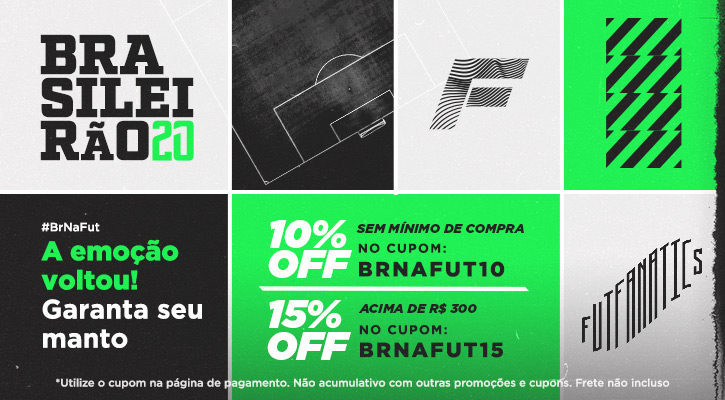 BRA
SILEI
RÃO20
F
#BrNaFut
A emoção
voltou!
Garanta seu
manto
10%
OFF
SEM MÍNIMO DE COMPRA
NO CUPOM:
BRNAFUT10
15%
OFF
ACIMA DE R$ 300
NO CUPOM:
BRNAFUT15
FUTFANATICS
*Utilize o cupom na página de pagamento. Não acumulativo com outras promoções e cupons. Frete não incluso